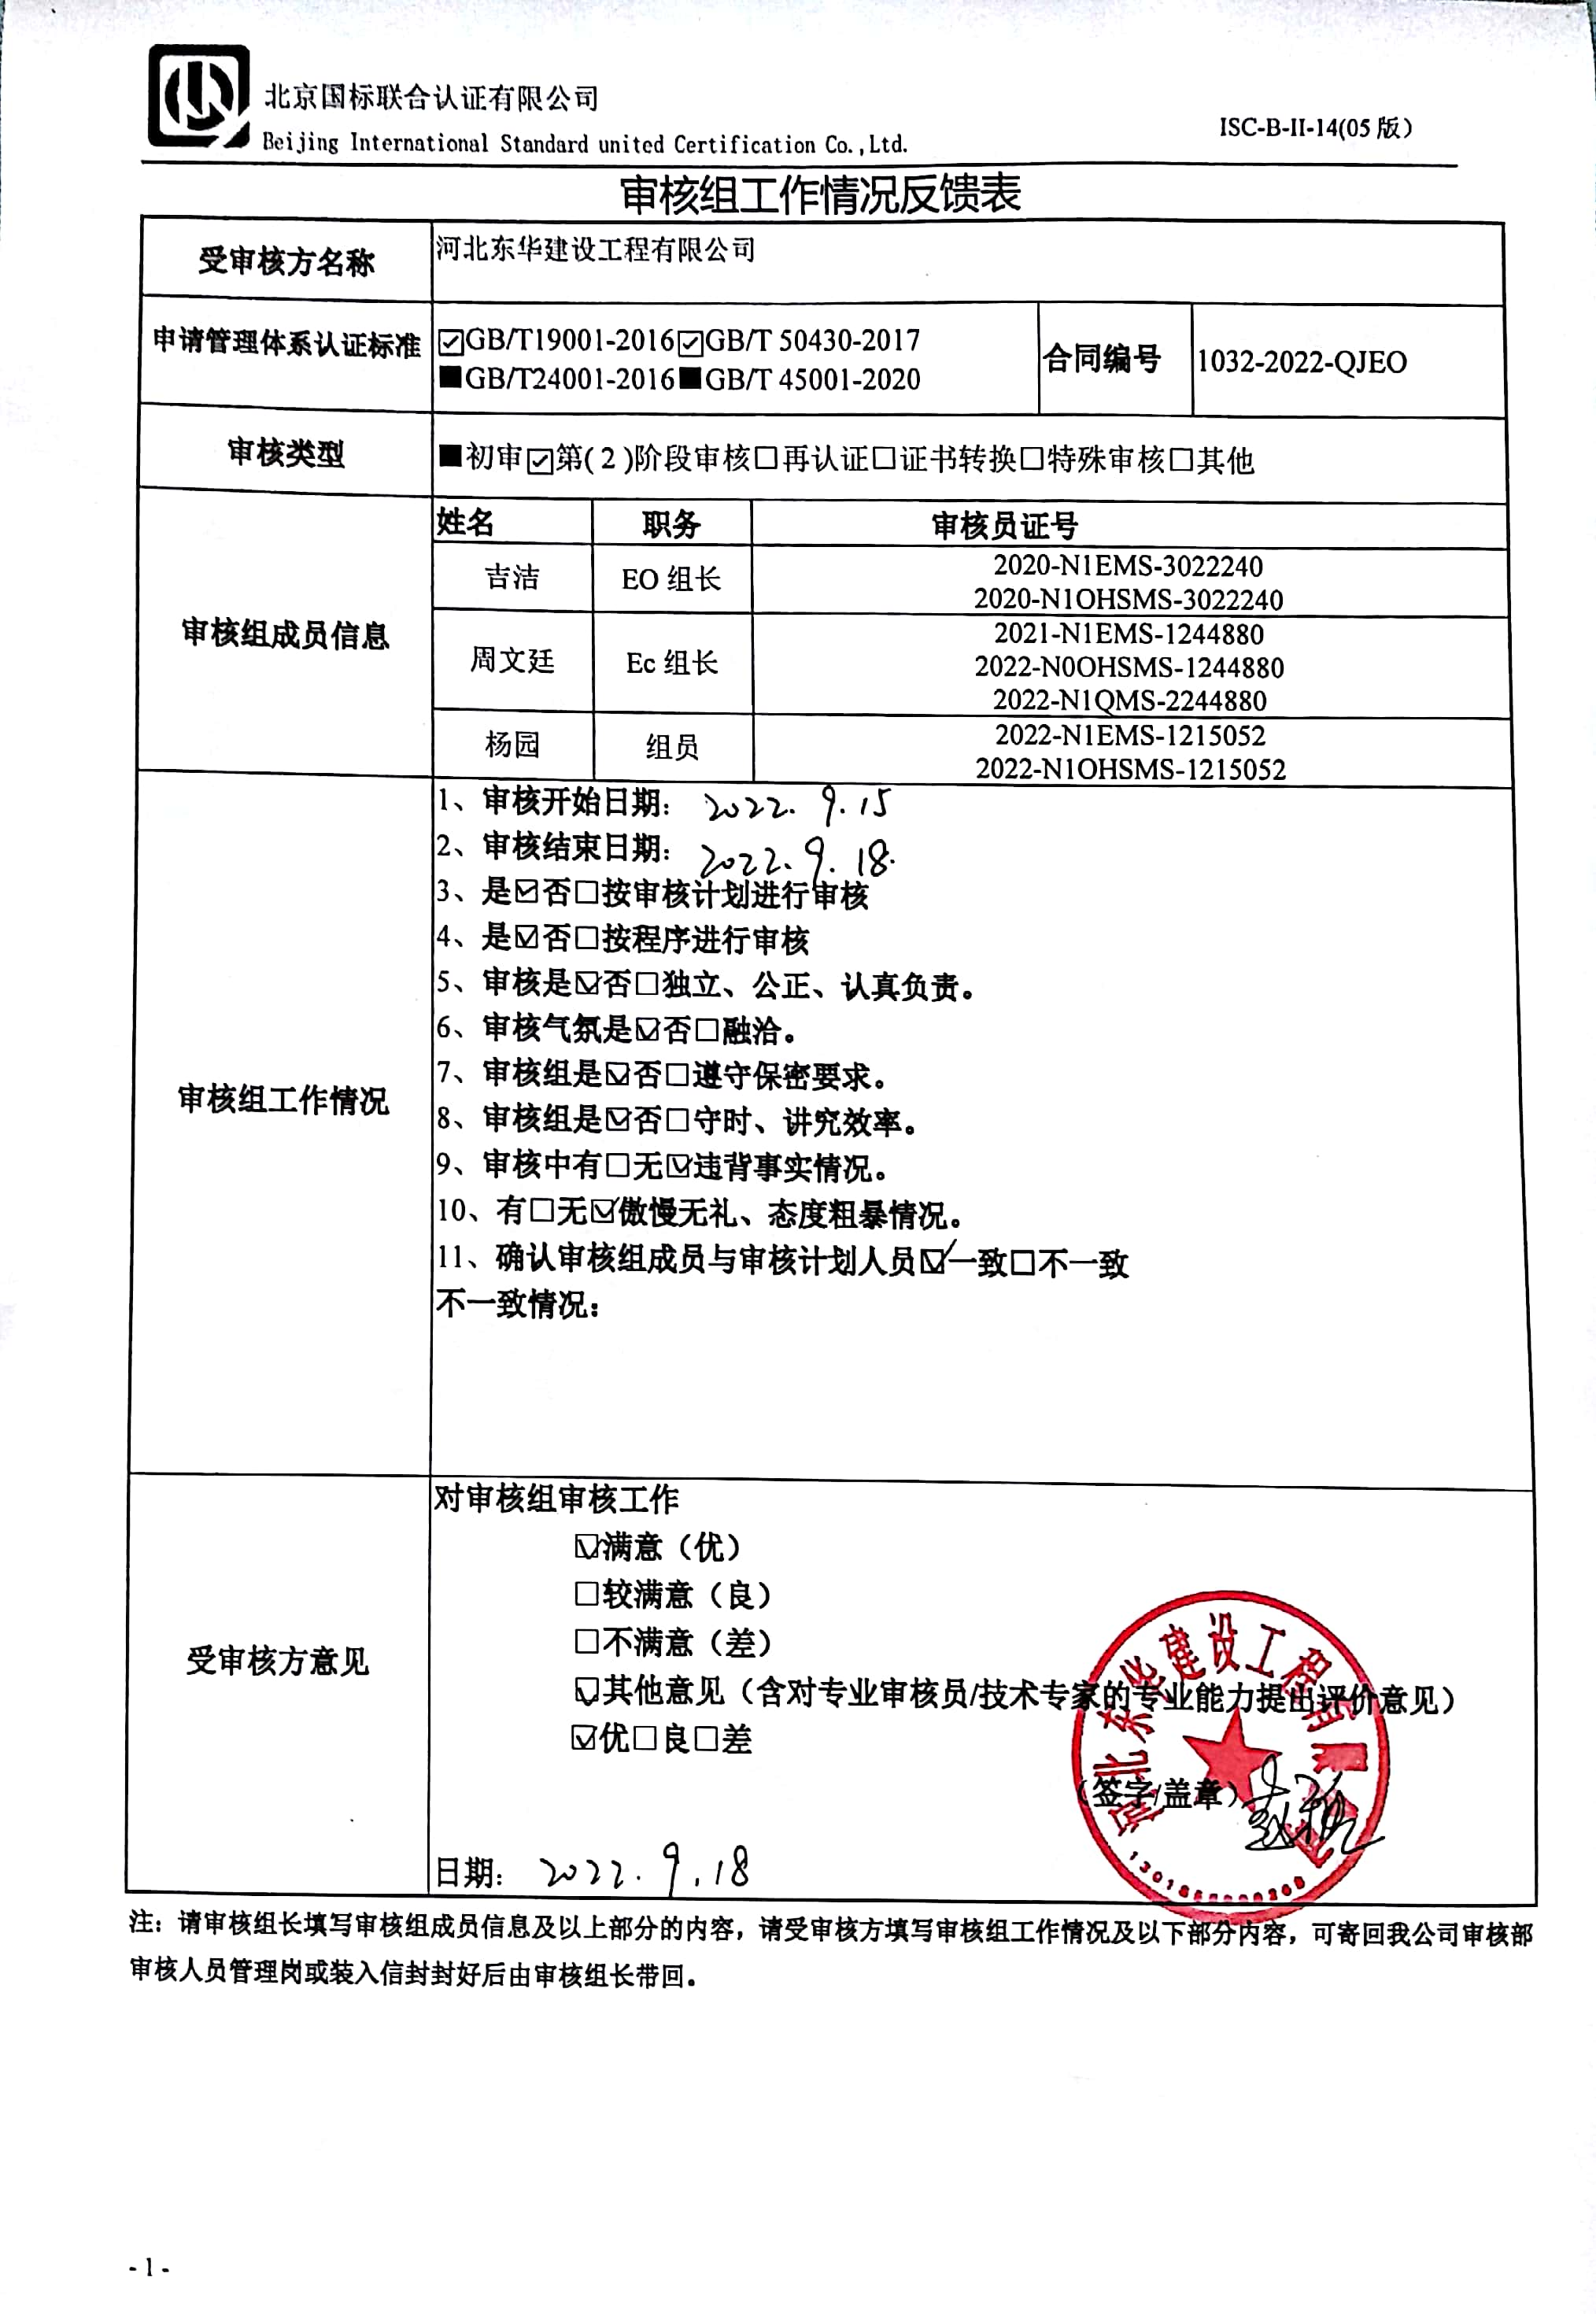 北京国标联合认证有限公司
Beijing International Standard united Certification Co.,Ltd.
ISC-B-II-14(05 版)
审核组工作情况反馈表
受审核方名称
河北东华建设工程有限公司
申请管理体系认证标准
☑GB/T19001-2016☑GB/T 50430-2017
■GB/T24001-2016■GB/T 45001-2020
合同编号
1032-2022-QJEO
审核类型
■初审☑第( 2 )阶段审核□再认证□证书转换□特殊审核□其他
审核组成员信息
姓名 职务 审核员证号
吉洁 EO 组长
2020-N1EMS-3022240
2020-N1OHSMS-3022240
周文廷 Ec 组长
2021-N1EMS-1244880
2022-N0OHSMS-1244880
2022-N1QMS-2244880
杨园 组员
2022-N1EMS-1215052
2022-N1OHSMS-1215052
审核组工作情况
1、审核开始日期： 2022. 9. 15
2、审核结束日期： 2022. 9. 18.
3、是☑否□按审核计划进行审核
4、是☑否□按程序进行审核
5、审核是☑否□独立、公正、认真负责。
6、审核气氛是☑否□融洽。
7、审核组是☑否□遵守保密要求。
8、审核组是☑否□守时、讲究效率。
9、审核中有□无☑违背事实情况。
10、有□无☑傲慢无礼、态度粗暴情况。
11、确认审核组成员与审核计划人员☑一致□不一致
不一致情况：
受审核方意见
对审核组审核工作
☑满意（优）
□较满意（良）
□不满意（差）
☑其他意见（含对专业审核员/技术专家的专业能力提出评价意见）
☑优□良□差
（签字/盖章）
河北东华建设工程有限公司
日期： 2022. 9. 18
注：请审核组长填写审核组成员信息及以上部分的内容，请受审核方填写审核组工作情况及以下部分内容，可寄回我公司审核部
审核人员管理岗或装入信封封好后由审核组长带回。
- 1 -